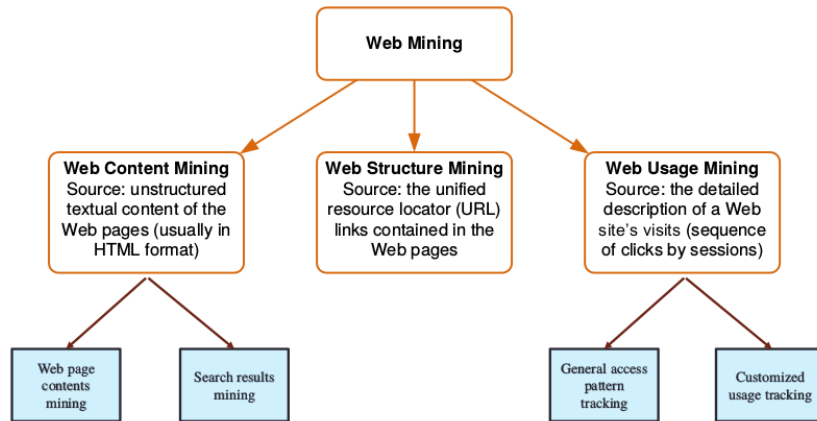 Web Mining
Web Content Mining
Source: unstructured
textual content of the
Web pages (usually in
HTML format)
Web Structure Mining
Source: the unified
resource locator (URL)
links contained in the
Web pages
Web Usage Mining
Source: the detailed
description of a Web
site's visits (sequence
of clicks by sessions)
Web page
contents
mining
Search results
mining
General access
pattern
tracking
Customized
usage tracking